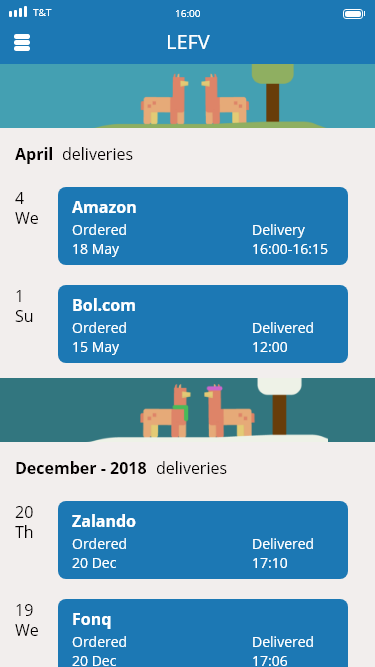 T&T 16:00
LEFV
April deliveries
4
We
Amazon
Ordered Delivery
18 May 16:00-16:15
1
Su
Bol.com
Ordered Delivered
15 May 12:00
December - 2018 deliveries
20
Th
Zalando
Ordered Delivered
20 Dec 17:10
19
We
Fonq
Ordered Delivered
20 Dec 17:06